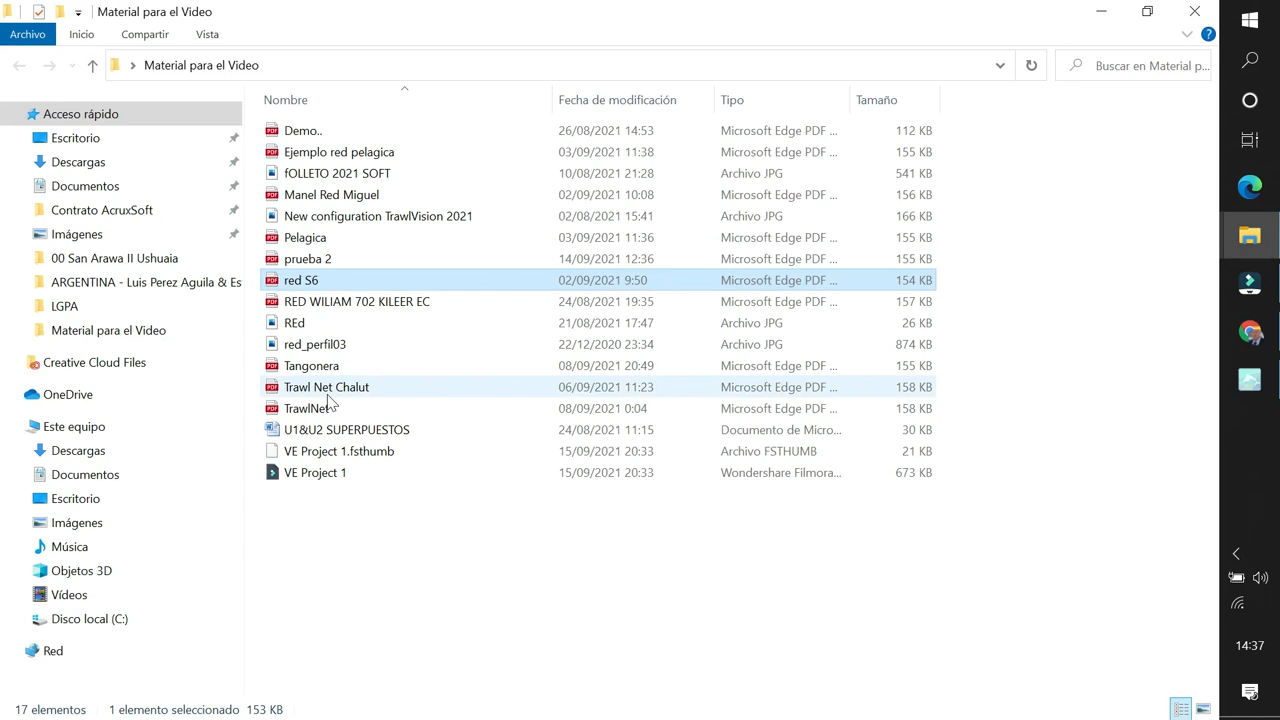 Material para el Video
Archivo Inicio Compartir Vista
Material para el Video
Buscar en Material p...
Nombre Fecha de modificación Tipo Tamaño
Acceso rápido
Escritorio
Descargas
Documentos
Contrato AcruxSoft
Imágenes
00 San Arawa II Ushuaia
ARGENTINA - Luis Perez Aguila & Es
LGPA
Material para el Video
Creative Cloud Files
OneDrive
Este equipo
Descargas
Documentos
Escritorio
Imágenes
Música
Objetos 3D
Vídeos
Disco local (C:)
Red
Demo.. 26/08/2021 14:53 Microsoft Edge PDF ... 112 KB
Ejemplo red pelagica 03/09/2021 11:38 Microsoft Edge PDF ... 155 KB
fOLLETO 2021 SOFT 10/08/2021 21:28 Archivo JPG 541 KB
Manel Red Miguel 02/09/2021 10:08 Microsoft Edge PDF ... 156 KB
New configuration TrawlVision 2021 02/08/2021 15:41 Archivo JPG 166 KB
Pelagica 03/09/2021 11:36 Microsoft Edge PDF ... 155 KB
prueba 2 14/09/2021 12:36 Microsoft Edge PDF ... 155 KB
red S6 02/09/2021 9:50 Microsoft Edge PDF ... 154 KB
RED WILIAM 702 KILEER EC 24/08/2021 19:35 Microsoft Edge PDF ... 157 KB
REd 21/08/2021 17:47 Archivo JPG 26 KB
red_perfil03 22/12/2020 23:34 Archivo JPG 874 KB
Tangonera 08/09/2021 20:49 Microsoft Edge PDF ... 155 KB
Trawl Net Chalut 06/09/2021 11:23 Microsoft Edge PDF ... 158 KB
TrawlNet 08/09/2021 0:04 Microsoft Edge PDF ... 158 KB
U1&U2 SUPERPUESTOS 24/08/2021 11:15 Documento de Micro... 30 KB
VE Project 1.fsthumb 15/09/2021 20:33 Archivo FSTHUMB 21 KB
VE Project 1 15/09/2021 20:33 Wondershare Filmora... 673 KB
14:37
17 elementos 1 elemento seleccionado 153 KB